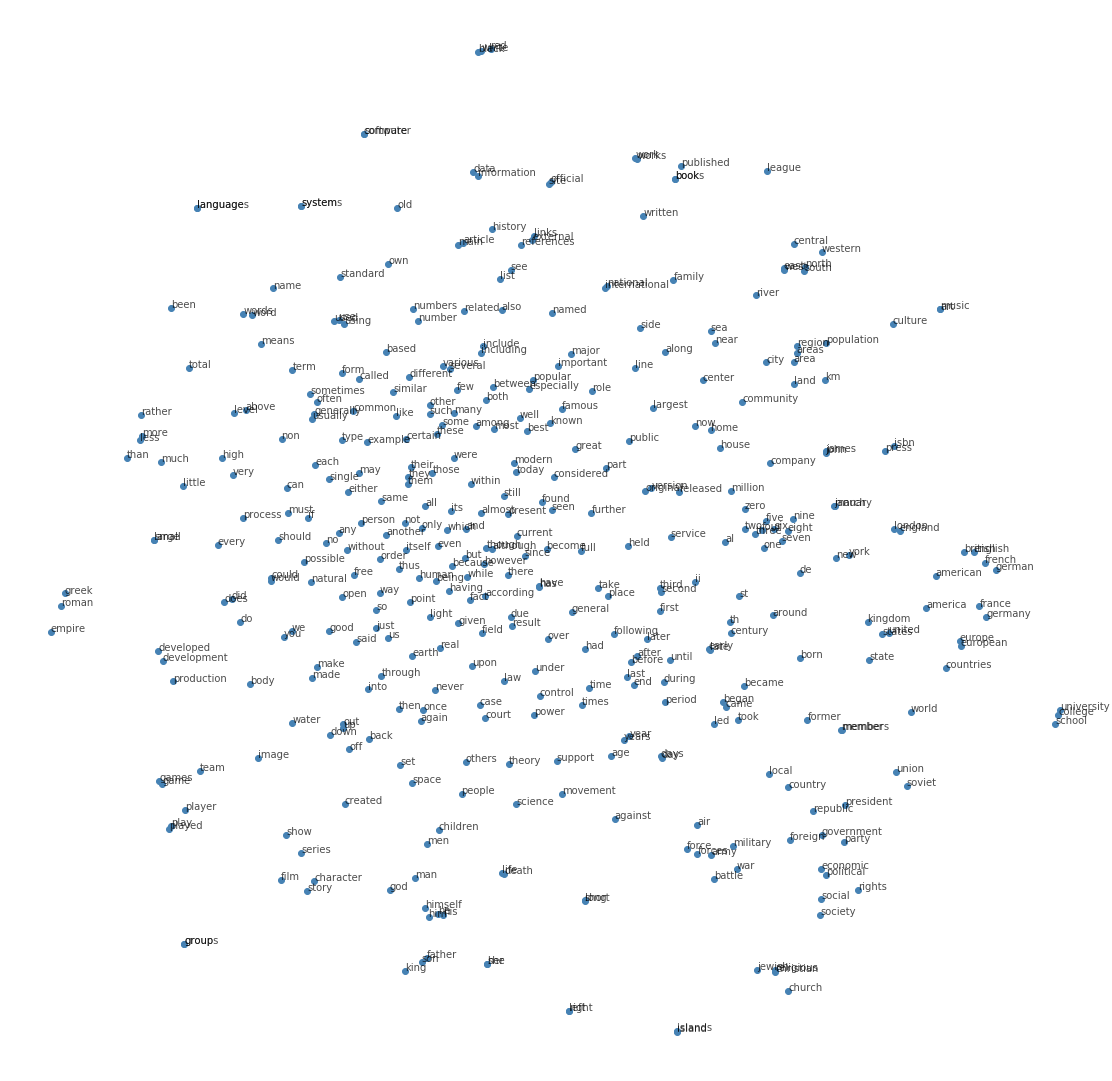 black
red
software
computer
work
works
data
information
published
official
site
league
books
languages
systems
old
written
history
links
external
article
main
references
central
western
own
see
east
west
north
south
standard
list
family
national
international
name
river
been
numbers
related
also
music
art
words
word
named
used
using
number
culture
side
sea
means
near
population
include
including
region
areas
based
major
along
total
term
various
several
important
city
area
line
form
called
different
popular
center
land
km
sometimes
similar
few
between
especially
role
often
both
community
rather
level
above
generally
usually
common
like
other
such
many
famous
largest
well
known
some
these
among
most
best
now
home
more
less
non
type
example
certain
public
great
house
james
john
isbn
press
than
much
high
each
their
they
those
were
modern
today
part
company
very
single
may
them
considered
little
can
either
within
original
version
released
million
same
still
found
january
march
all
its
almost
present
seen
further
zero
process
must
if
person
not
only
which
and
two
five
four
six
nine
three
eight
london
england
large
small
every
should
no
any
another
current
service
al
one
seven
without
itself
even
though
although
become
full
held
new
york
british
english
possible
order
but
because
however
since
french
could
would
natural
free
thus
human
being
while
there
de
american
german
greek
way
having
have
has
take
third
second
ii
roman
did
does
open
fact
according
place
st
so
point
general
first
america
france
do
light
given
due
result
th
around
kingdom
germany
empire
we
you
good
just
us
field
following
century
united
states
said
real
over
later
early
europe
european
developed
development
earth
had
after
before
until
born
state
make
upon
under
countries
production
body
made
through
law
last
end
during
into
never
time
became
control
case
times
period
began
came
then
once
power
world
university
college
school
water
out
up
again
court
led
took
former
members
down
back
year
years
off
image
others
theory
support
age
days
day
team
set
local
union
games
game
space
country
soviet
player
created
people
science
movement
republic
president
play
played
against
air
show
children
foreign
government
men
force
forces
army
military
party
series
war
life
death
economic
political
film
character
man
battle
story
god
long
short
social
rights
himself
him
his
society
groups
father
son
king
she
her
jewish
religious
christian
church
left
right
islands